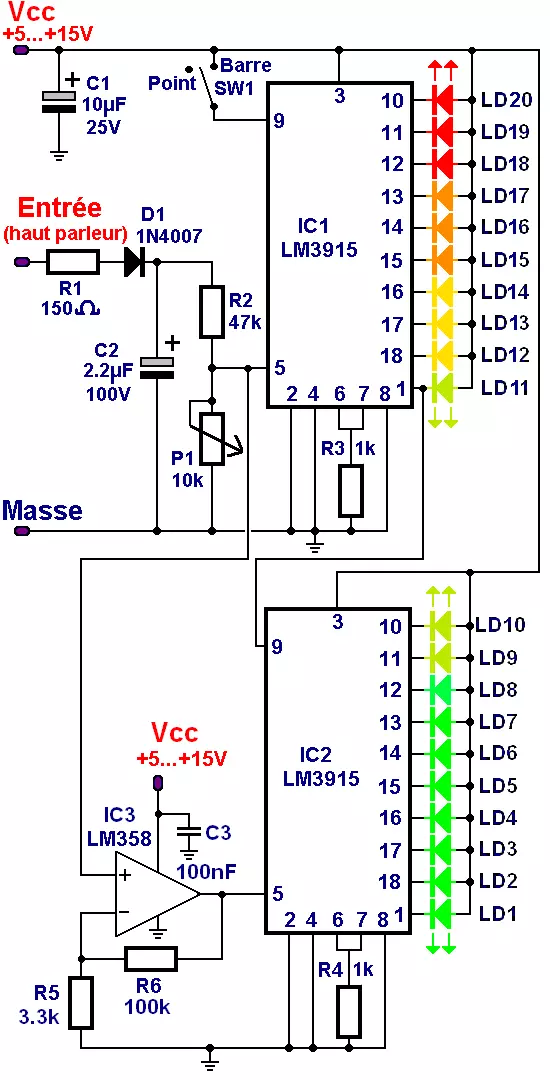 Vcc
+5...+15V
C1
10µF
25V
Point
Barre
SW1
Entrée
(haut parleur)
R1
150Ω
D1
1N4007
C2
2.2µF
100V
R2
47k
P1
10k
Masse
IC1
LM3915
3
9
5
10
11
12
13
14
15
16
17
18
1
2
4
6
7
8
R3
1k
LD20
LD19
LD18
LD17
LD16
LD15
LD14
LD13
LD12
LD11
Vcc
+5...+15V
IC3
LM358
C3
100nF
+
−
R5
3.3k
R6
100k
IC2
LM3915
3
9
5
10
11
12
13
14
15
16
17
18
1
2
4
6
7
8
R4
1k
LD10
LD9
LD8
LD7
LD6
LD5
LD4
LD3
LD2
LD1